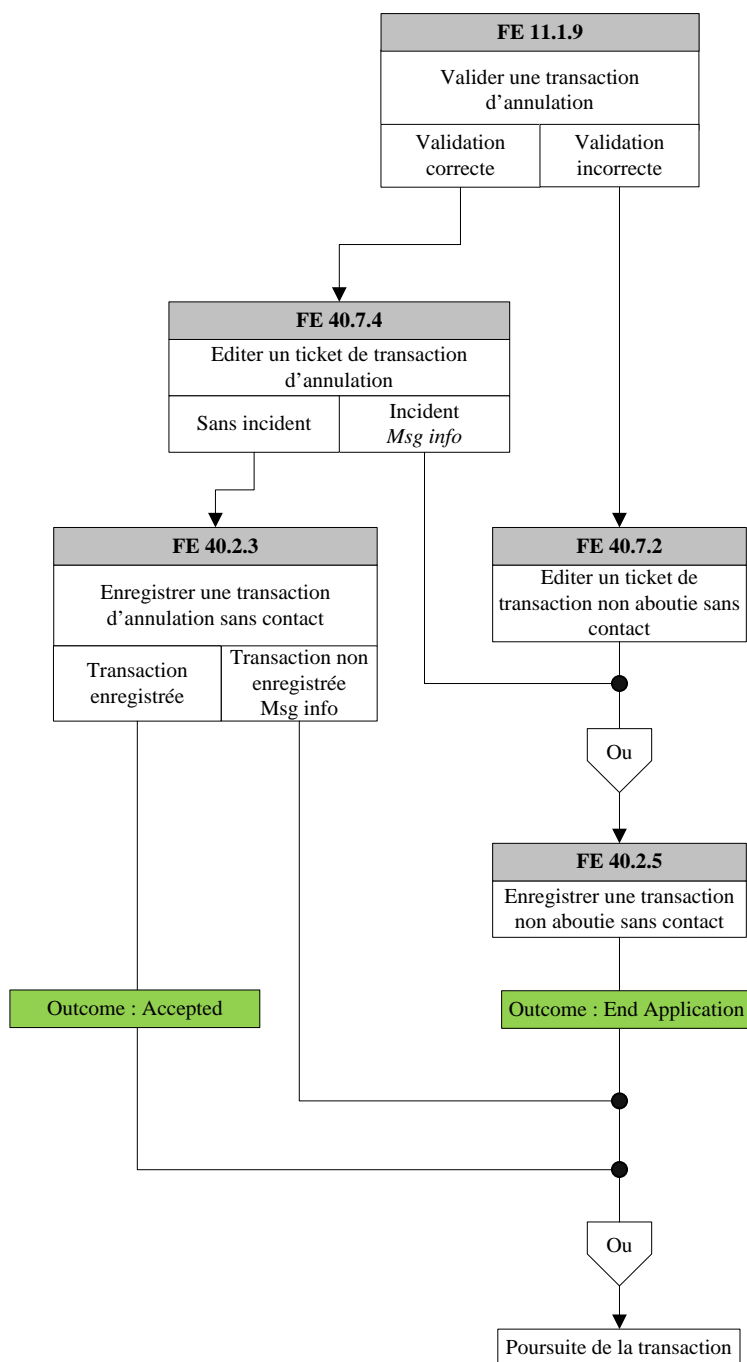 FE 11.1.9
Valider une transaction
d’annulation
Validation
correcte
Validation
incorrecte
FE 40.7.4
Editer un ticket de transaction
d’annulation
Sans incident
Incident
Msg info
FE 40.2.3
Enregistrer une transaction
d’annulation sans contact
Transaction
enregistrée
Transaction non
enregistrée
Msg info
FE 40.7.2
Editer un ticket de
transaction non aboutie sans
contact
Ou
FE 40.2.5
Enregistrer une transaction
non aboutie sans contact
Outcome : Accepted
Outcome : End Application
Ou
Poursuite de la transaction